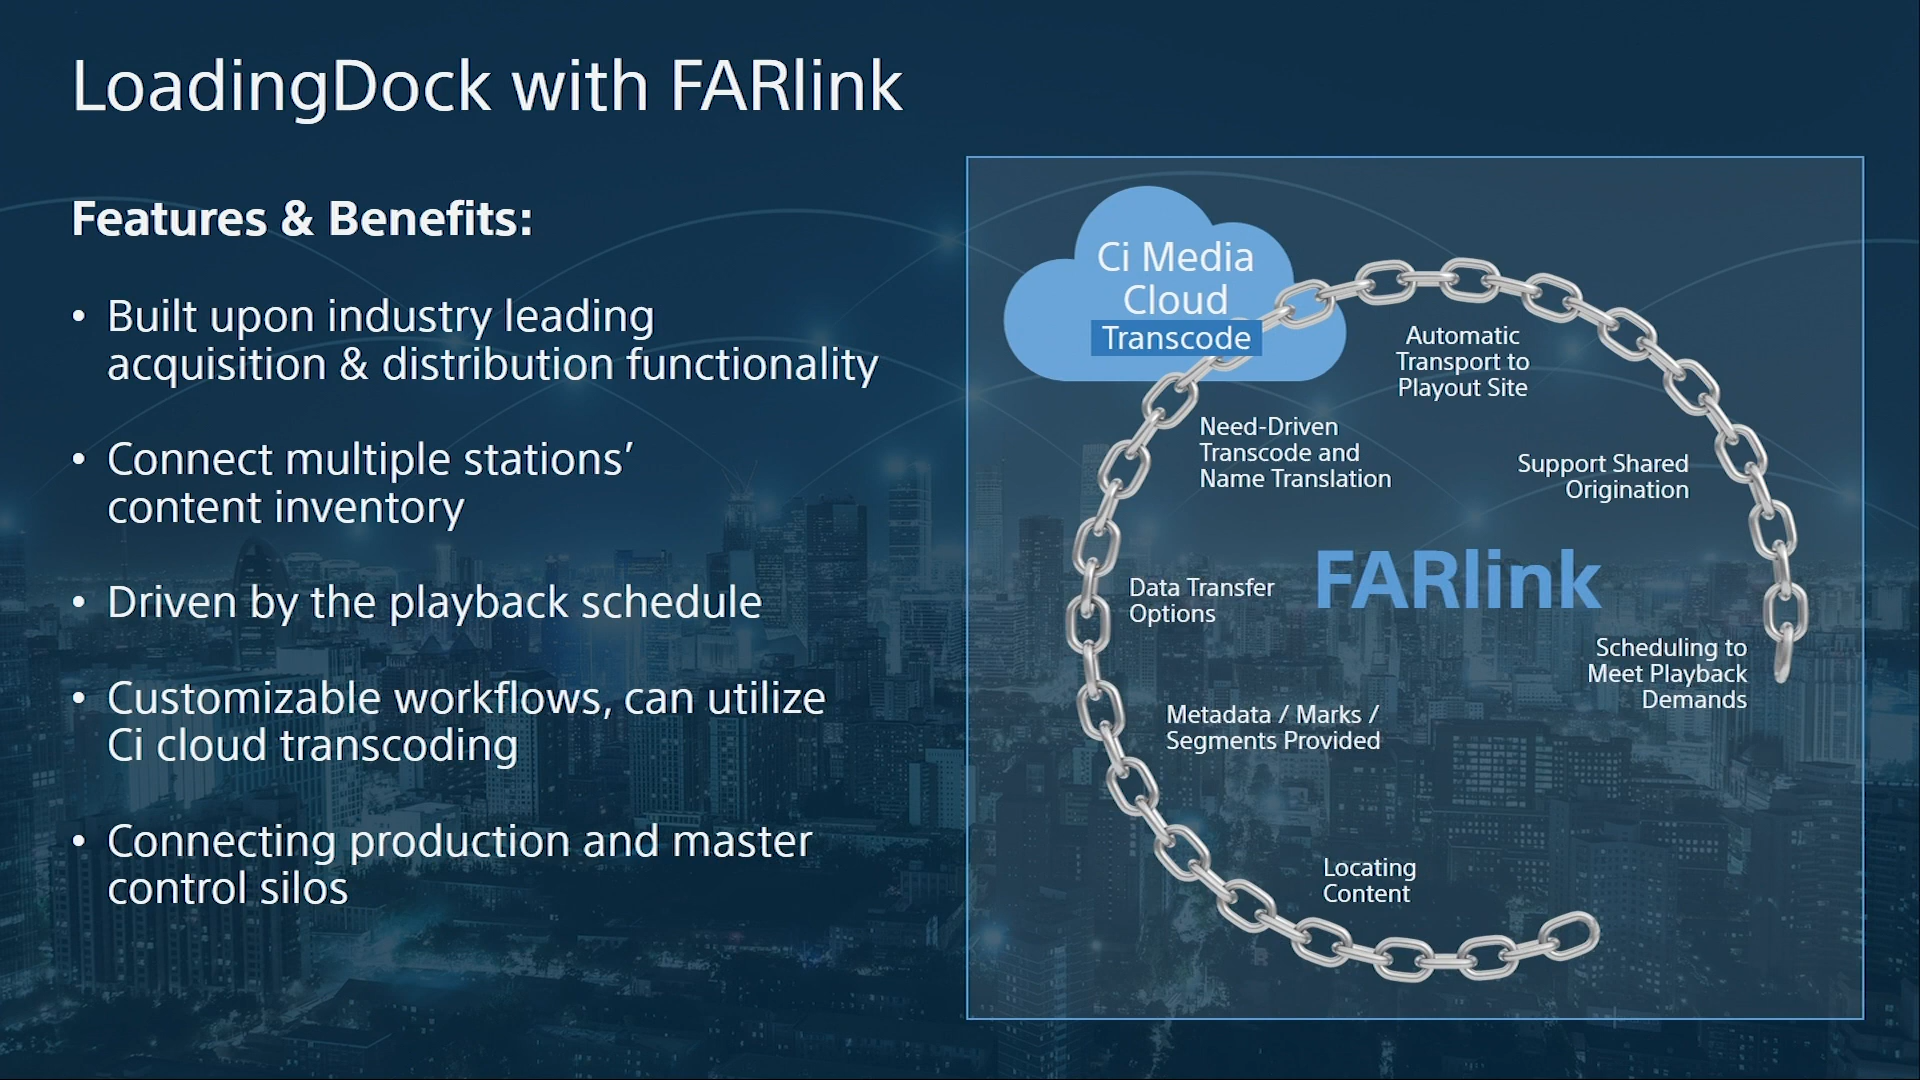 LoadingDock with FARlink
Features & Benefits:
• Built upon industry leading
acquisition & distribution functionality
• Connect multiple stations’
content inventory
• Driven by the playback schedule
• Customizable workflows, can utilize
Ci cloud transcoding
• Connecting production and master
control silos
Ci Media
Cloud
Transcode
Automatic
Transport to
Playout Site
Need-Driven
Transcode and
Name Translation
Support Shared
Origination
FARlink
Data Transfer
Options
Scheduling to
Meet Playback
Demands
Metadata / Marks /
Segments Provided
Locating
Content